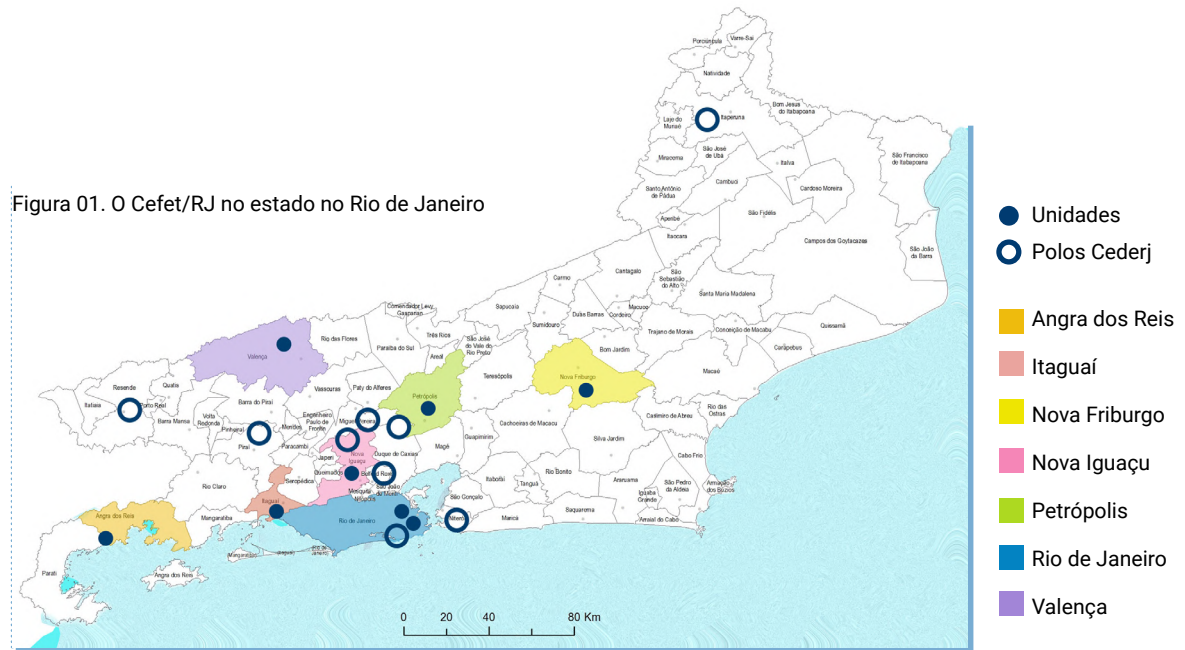 Figura 01. O Cefet/RJ no estado no Rio de Janeiro
Unidades
Polos Cederj
Angra dos Reis
Itaguaí
Nova Friburgo
Nova Iguaçu
Petrópolis
Rio de Janeiro
Valença
Porciúncula
Varre-Sai
Natividade
Bom Jesus
do Itabapoana
Itaperuna
Laje do
Muriaé
São José
de Ubá
Miracema
Italva
São Francisco
de Itabapoana
Cambuci
Cardoso Moreira
Santo Antônio
de Pádua
Aperibé
São Fidélis
Itaocara
Campos dos Goytacazes
São João
da Barra
Cantagalo
São
Sebastião
do Alto
Carmo
Santa Maria Madalena
Macuco
Cordeiro
Duas Barras
Sumidouro
Sapucaia
Trajano de Morais
Conceição de Macabu
Quissamã
Carapebus
Comendador Levy
Gasparian
Três Rios
Rio das Flores
Paraíba do Sul
Areal
São José
do Vale do
Rio Preto
Bom Jardim
Valença
Teresópolis
Nova Friburgo
Macaé
Vassouras
Paty do Alferes
Petrópolis
Resende
Quatis
Itatiaia
Porto Real
Barra do Piraí
Volta
Redonda
Pinheiral
Barra Mansa
Mendes
Engenheiro
Paulo de
Frontin
Miguel Pereira
Piraí
Paracambi
Japeri
Nova
Iguaçu
Duque de Caxias
Magé
Guapimirim
Cachoeiras de Macacu
Casimiro de Abreu
Rio das
Ostras
Silva Jardim
Cabo Frio
Seropédica
Queimados
Belford Roxo
São João
de Meriti
Mesquita
Nilópolis
Rio Claro
Itaguaí
Itaboraí
Tanguá
Rio Bonito
Araruama
Iguaba
Grande
São Pedro
da Aldeia
Armação
dos Búzios
São Gonçalo
Niterói
Maricá
Saquarema
Arraial do Cabo
Angra dos Reis
Mangaratiba
Rio de Janeiro
Mangaratiba
Parati
Angra dos Reis
0 20 40 80 Km